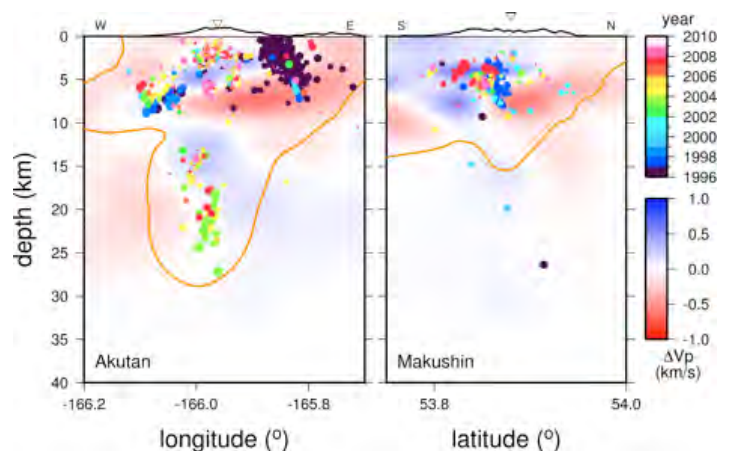 W E S N year
0 2010
5 2008
10 2006
15 2004
20 2002
25 2000
30 1998
35 1996
40
depth (km)
1.0
0.5
0.0
-0.5
-1.0
ΔVp
(km/s)
Akutan Makushin
-166.2 -166.0 -165.8 53.8 54.0
longitude (o) latitude (o)